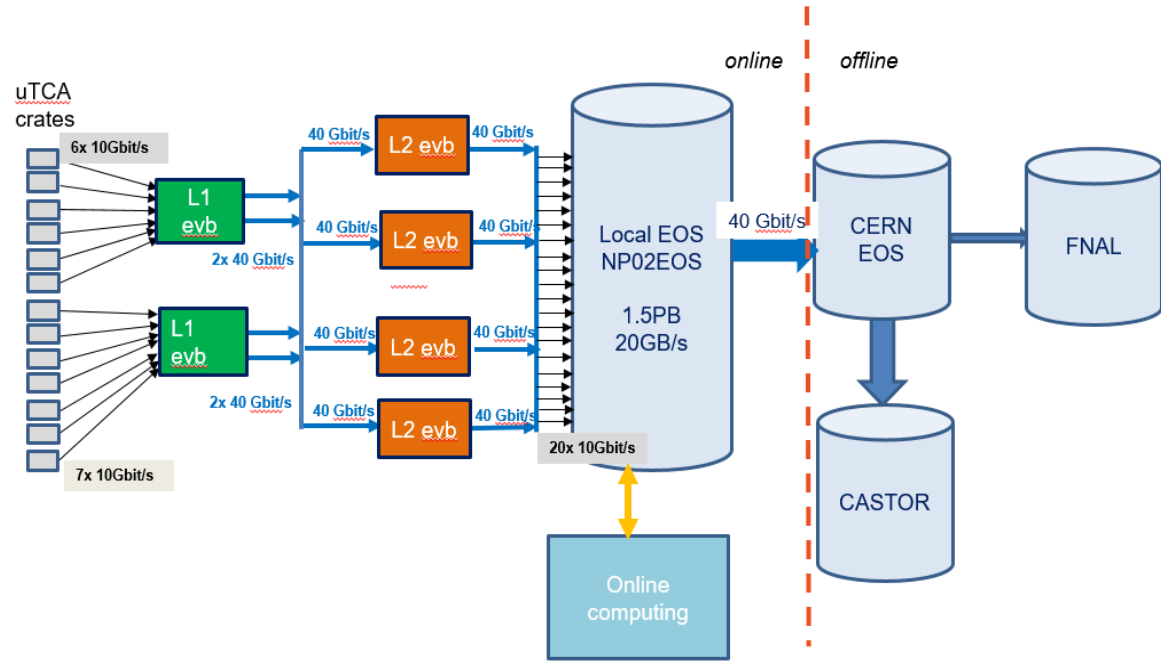 online
offline
uTCA
crates
6x 10Gbit/s
L1
evb
2x 40 Gbit/s
L1
evb
2x 40 Gbit/s
7x 10Gbit/s
40 Gbit/s
L2 evb
40 Gbit/s
40 Gbit/s
L2 evb
40 Gbit/s
40 Gbit/s
L2 evb
40 Gbit/s
40 Gbit/s
L2 evb
40 Gbit/s
20x 10Gbit/s
Local EOS
NP02EOS
1.5PB
20GB/s
40 Gbit/s
CERN
EOS
FNAL
CASTOR
Online
computing